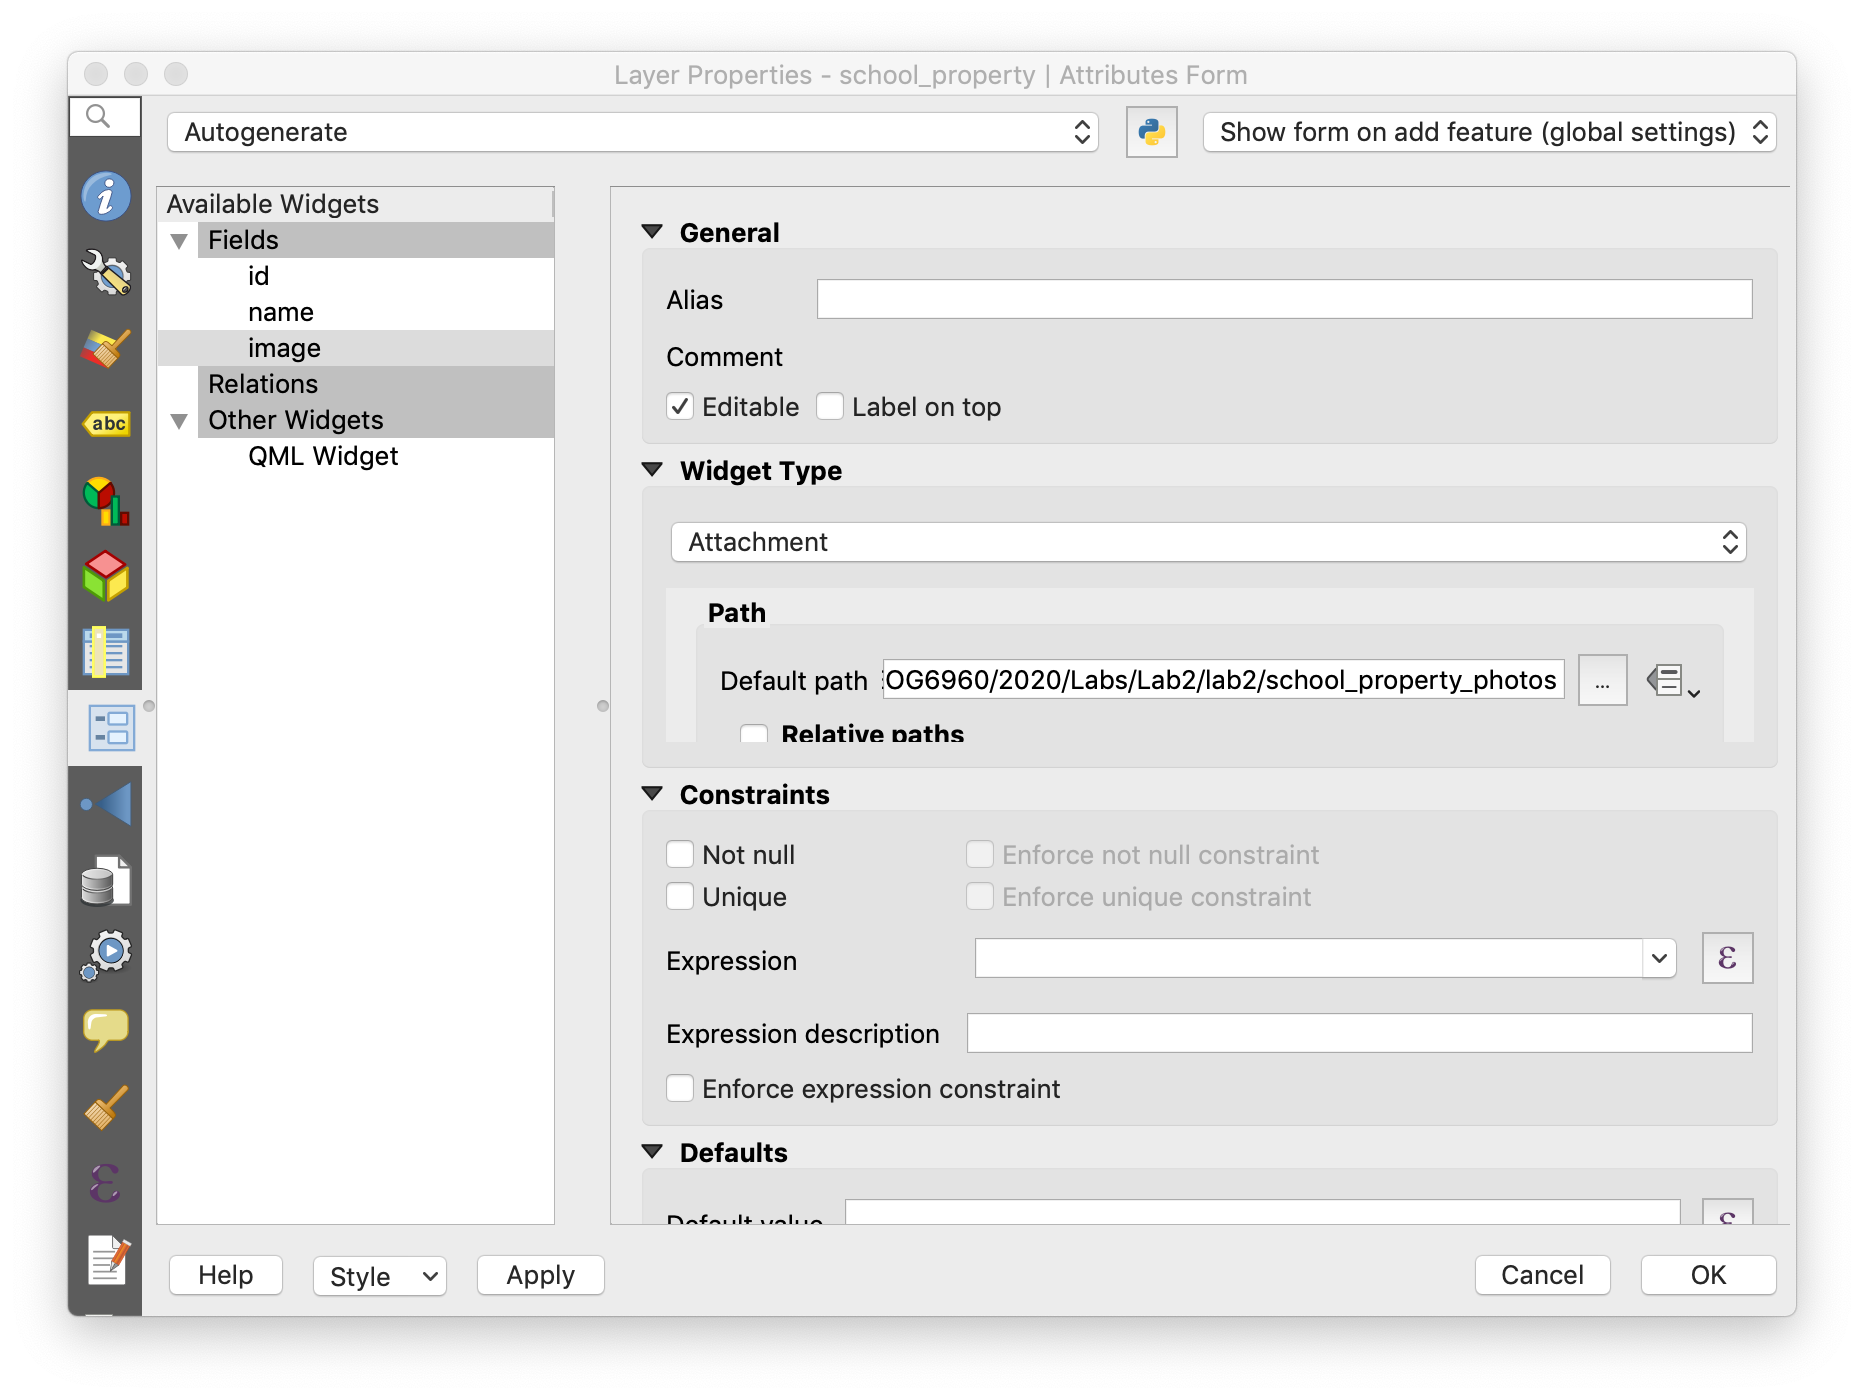 Layer Properties - school_property | Attributes Form
Autogenerate
Show form on add feature (global settings)
Available Widgets
Fields
id
name
image
Relations
Other Widgets
QML Widget
General
Alias
Comment
Editable
Label on top
Widget Type
Attachment
Path
Default path
OG6960/2020/Labs/Lab2/lab2/school_property_photos
...
Relative paths
Constraints
Not null
Enforce not null constraint
Unique
Enforce unique constraint
Expression
ε
Expression description
Enforce expression constraint
Defaults
Default value
ε
abc
i
ε
Help
Style
Apply
Cancel
OK